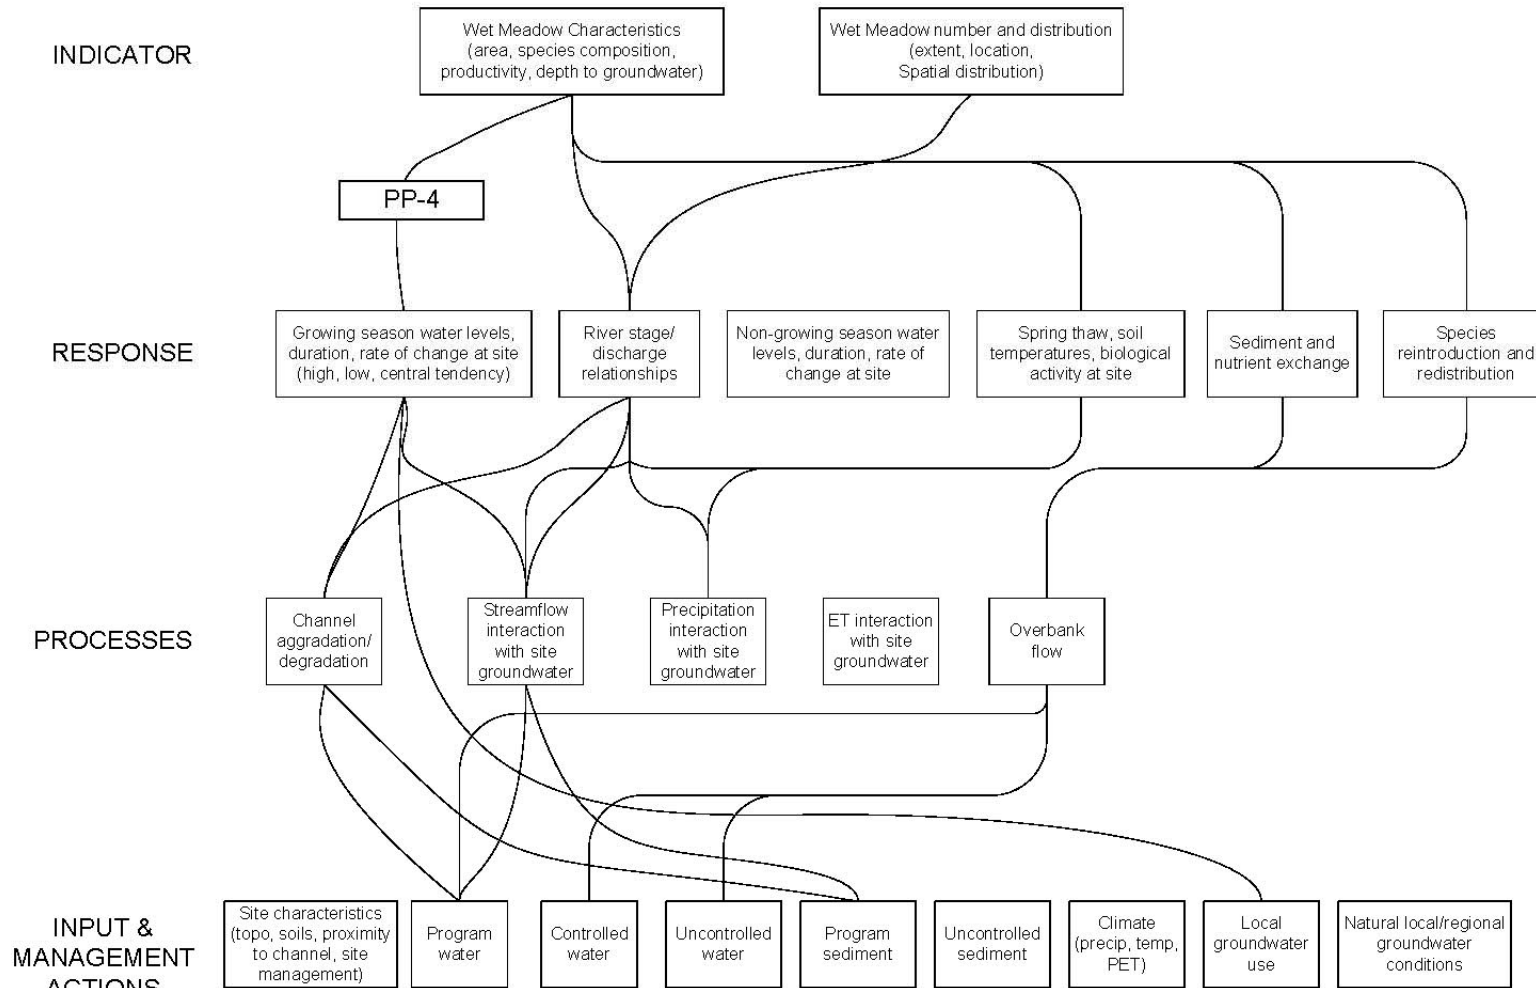 INDICATOR
Wet Meadow Characteristics
(area, species composition,
productivity, depth to groundwater)
Wet Meadow number and distribution
(extent, location,
Spatial distribution)
PP-4
RESPONSE
Growing season water levels,
duration, rate of change at site
(high, low, central tendency)
River stage/
discharge
relationships
Non-growing season water
levels, duration, rate of
change at site
Spring thaw, soil
temperatures, biological
activity at site
Sediment and
nutrient exchange
Species
reintroduction and
redistribution
PROCESSES
Channel
aggradation/
degradation
Streamflow
interaction
with site
groundwater
Precipitation
interaction
with site
groundwater
ET interaction
with site
groundwater
Overbank
flow
INPUT &
MANAGEMENT
ACTIONS
Site characteristics
(topo, soils, proximity
to channel, site
management)
Program
water
Controlled
water
Uncontrolled
water
Program
sediment
Uncontrolled
sediment
Climate
(precip, temp,
PET)
Local
groundwater
use
Natural local/regional
groundwater
conditions